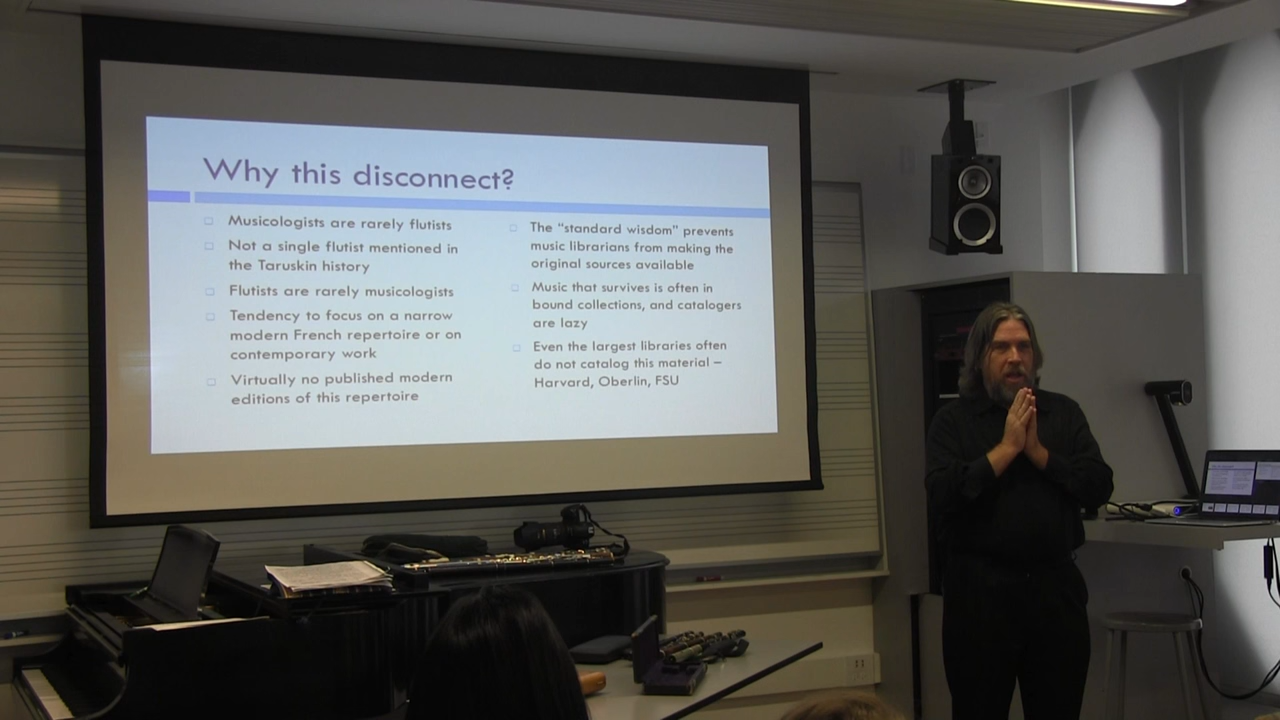 Why this disconnect?
Musicologists are rarely flutists
Not a single flutist mentioned in
the Taruskin history
Flutists are rarely musicologists
Tendency to focus on a narrow
modern French repertoire or on
contemporary work
Virtually no published modern
editions of this repertoire
The “standard wisdom” prevents
music librarians from making the
original sources available
Music that survives is often in
bound collections, and catalogers
are lazy
Even the largest libraries often
do not catalog this material –
Harvard, Oberlin, FSU